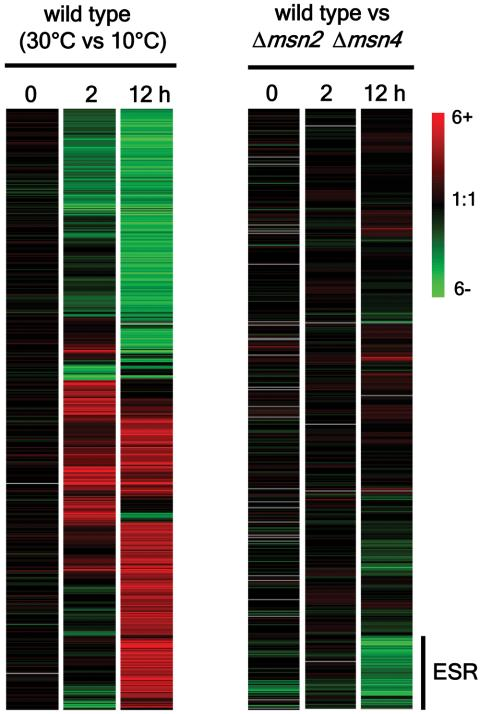 wild type
(30°C vs 10°C)
wild type vs
Δmsn2 Δmsn4
0 2 12 h
0 2 12 h
6+
1:1
6-
ESR